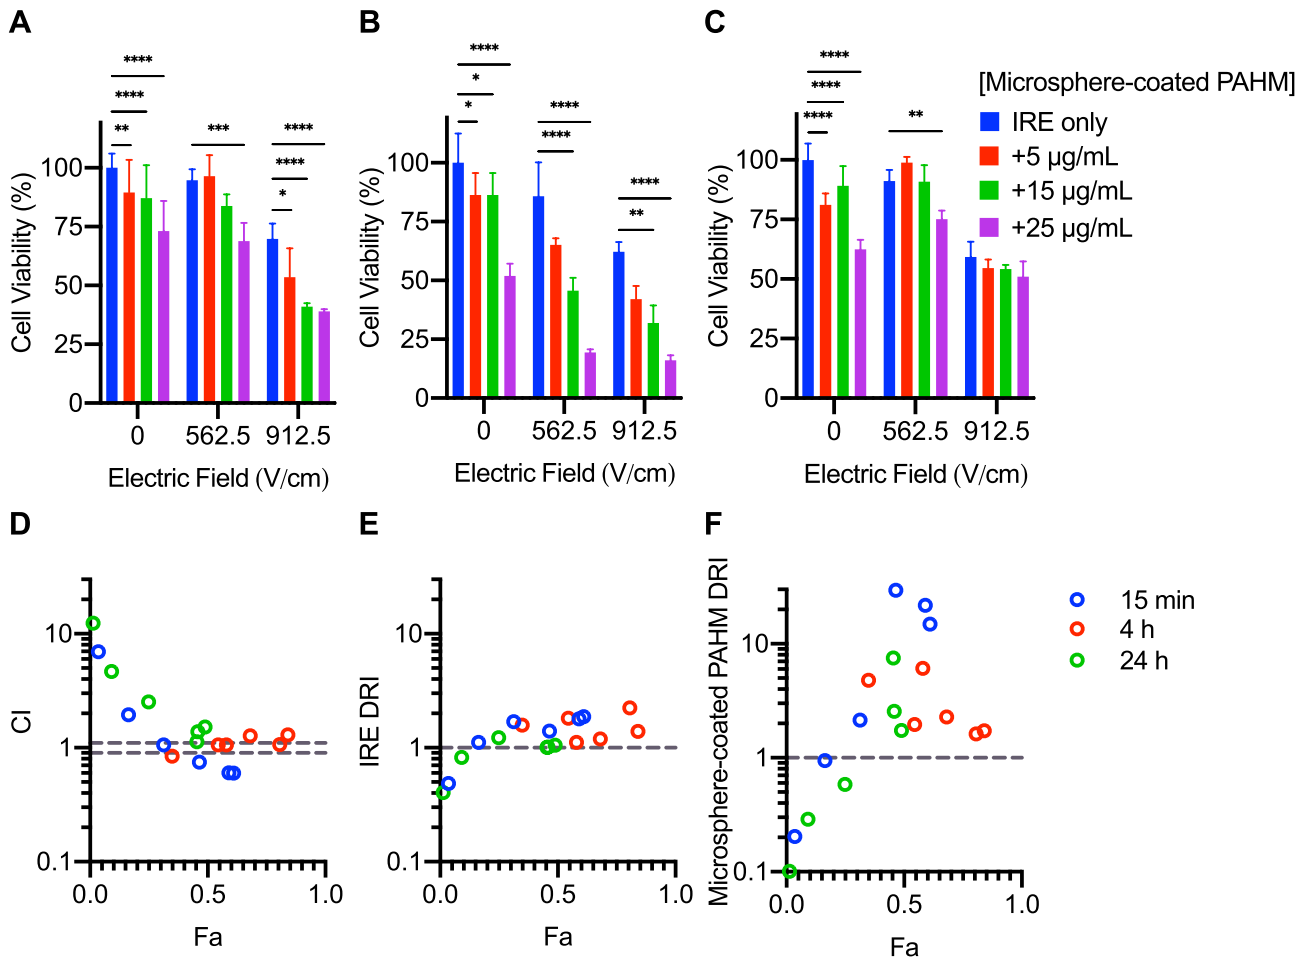 A
B
C
****
****
**
***
****
****
*
****
*
*
****
****
****
**
****
****
****
**
[Microsphere-coated PAHM]
IRE only
+5 µg/mL
+15 µg/mL
+25 µg/mL
Cell Viability (%)
100
75
50
25
0
0
562.5
912.5
Electric Field (V/cm)
Cell Viability (%)
100
75
50
25
0
0
562.5
912.5
Electric Field (V/cm)
Cell Viability (%)
100
75
50
25
0
0
562.5
912.5
Electric Field (V/cm)
D
E
F
CI
10
1
0.1
0.0
0.5
1.0
Fa
IRE DRI
10
1
0.1
0.0
0.5
1.0
Fa
Microsphere-coated PAHM DRI
10
1
0.1
0.0
0.5
1.0
Fa
15 min
4 h
24 h